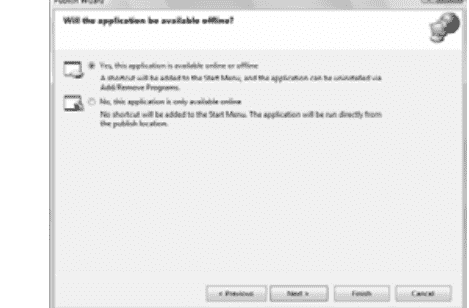 Publish Wizard
Will the application be available offline?
Yes, this application is available online or offline
A shortcut will be added to the Start Menu, and the application can be uninstalled via
Add/Remove Programs.
No, this application is only available online
No shortcut will be added to the Start Menu. The application will be run directly from
the publish location.
< Previous
Next >
Finish
Cancel